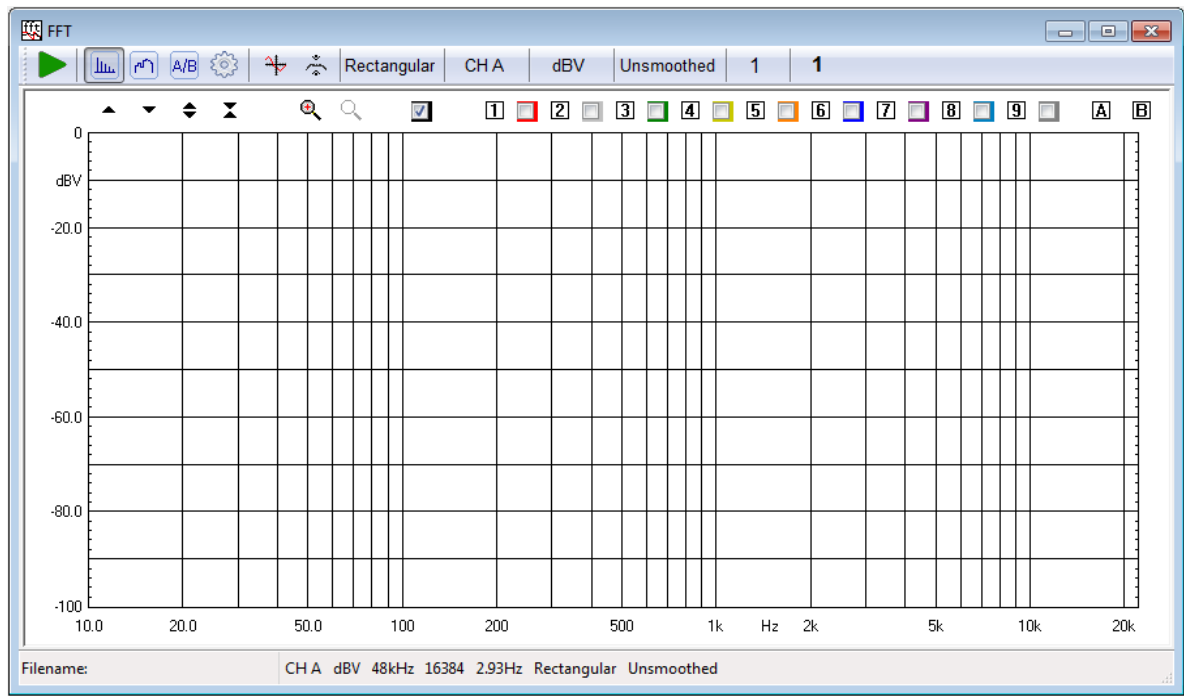 FFT
A/B Rectangular CH A dBV Unsmoothed 1 1
1 2 3 4 5 6 7 8 9 A B
0
dBV
-20.0
-40.0
-60.0
-80.0
-100
10.0 20.0 50.0 100 200 500 1k Hz 2k 5k 10k 20k
Filename: CH A dBV 48kHz 16384 2.93Hz Rectangular Unsmoothed